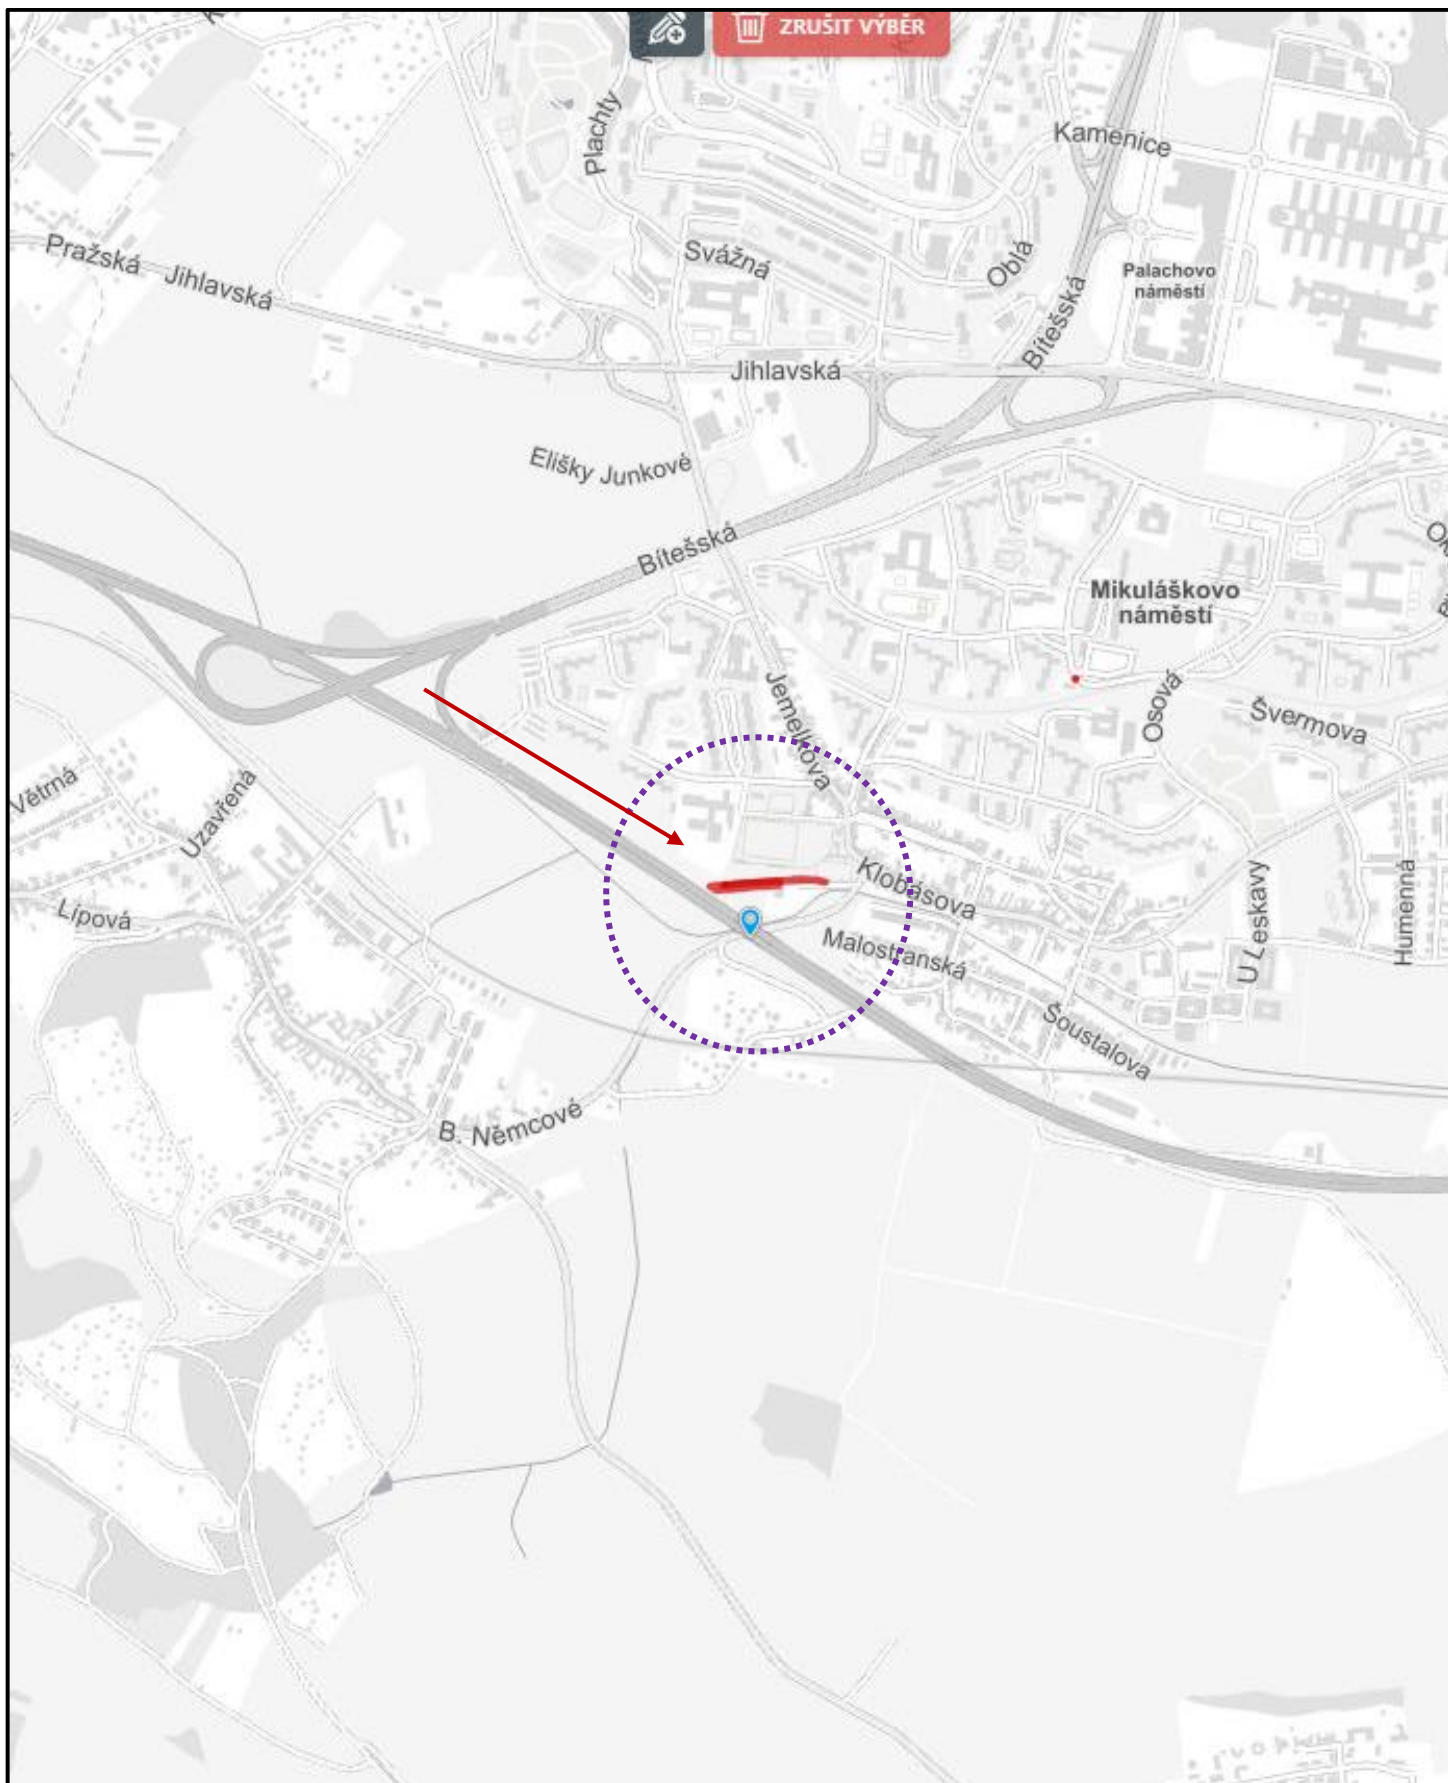 ZRUŠIT VÝBĚR
Kamenice
Plachty
Svážná
Oblá
Palachovo
náměstí
Pražská
Jihlavská
Bítešská
Jihlavská
Elišky Junkové
Bítešská
Mikuláškovo
náměstí
Jemelkova
Osová
Švermova
Větrná
Uzavřená
Klobásova
U Leskavy
Humenná
Lípová
Malostranská
Šoustalova
B. Němcové